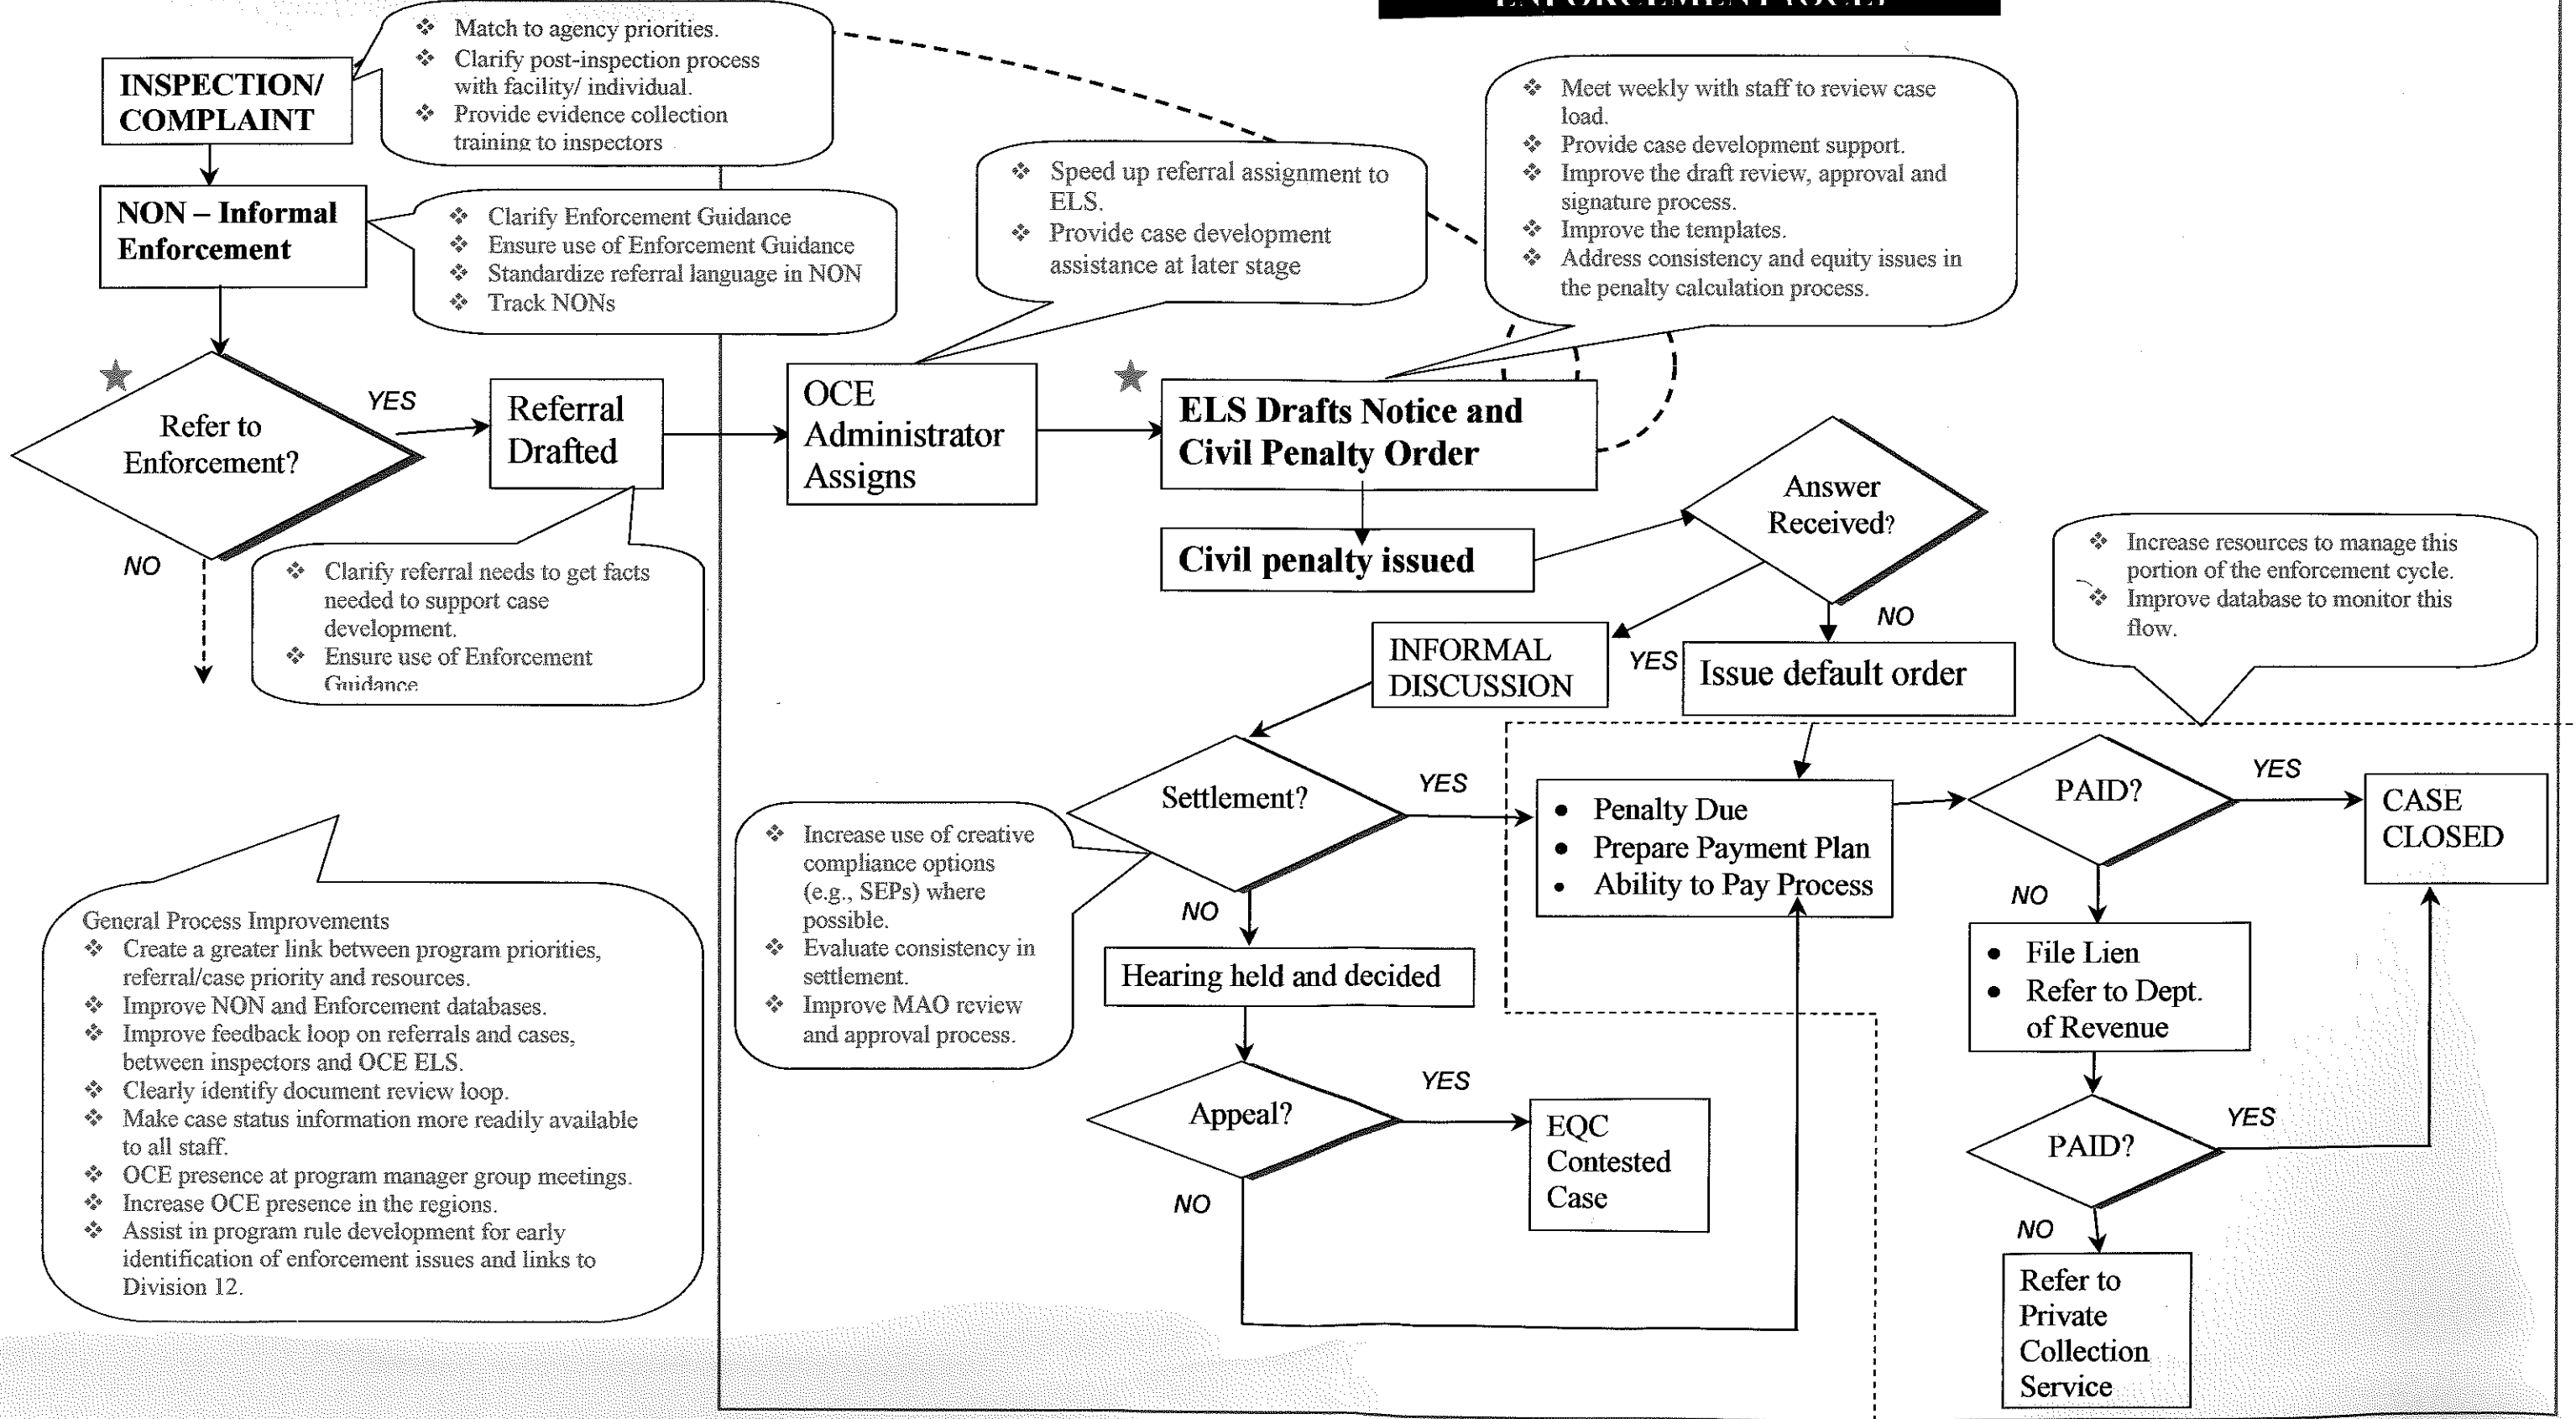 ENFORCEMENT (OCE)
❖ Match to agency priorities.
❖ Clarify post-inspection process
with facility/ individual.
❖ Provide evidence collection
training to inspectors
INSPECTION/
COMPLAINT
NON – Informal
Enforcement
❖ Clarify Enforcement Guidance
❖ Ensure use of Enforcement Guidance
❖ Standardize referral language in NON
❖ Track NONs
❖ Speed up referral assignment to
ELS.
❖ Provide case development
assistance at later stage
❖ Meet weekly with staff to review case
load.
❖ Provide case development support.
❖ Improve the draft review, approval and
signature process.
❖ Improve the templates.
❖ Address consistency and equity issues in
the penalty calculation process.
Refer to
Enforcement?
YES
NO
Referral
Drafted
❖ Clarify referral needs to get facts
needed to support case
development.
❖ Ensure use of Enforcement
Guidance
OCE
Administrator
Assigns
ELS Drafts Notice and
Civil Penalty Order
Civil penalty issued
Answer
Received?
NO
YES
INFORMAL
DISCUSSION
Issue default order
❖ Increase resources to manage this
portion of the enforcement cycle.
❖ Improve database to monitor this
flow.
Settlement?
YES
NO
❖ Increase use of creative
compliance options
(e.g., SEPs) where
possible.
❖ Evaluate consistency in
settlement.
❖ Improve MAO review
and approval process.
• Penalty Due
• Prepare Payment Plan
• Ability to Pay Process
PAID?
YES
NO
CASE
CLOSED
• File Lien
• Refer to Dept.
of Revenue
Hearing held and decided
Appeal?
YES
NO
EQC
Contested
Case
PAID?
YES
NO
Refer to
Private
Collection
Service
General Process Improvements
❖ Create a greater link between program priorities,
referral/case priority and resources.
❖ Improve NON and Enforcement databases.
❖ Improve feedback loop on referrals and cases,
between inspectors and OCE ELS.
❖ Clearly identify document review loop.
❖ Make case status information more readily available
to all staff.
❖ OCE presence at program manager group meetings.
❖ Increase OCE presence in the regions.
❖ Assist in program rule development for early
identification of enforcement issues and links to
Division 12.